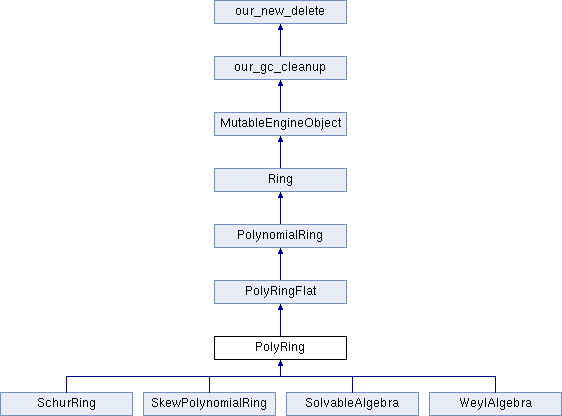 our_new_delete
our_gc_cleanup
MutableEngineObject
Ring
PolynomialRing
PolyRingFlat
PolyRing
SchurRing
SkewPolynomialRing
SolvableAlgebra
WeylAlgebra